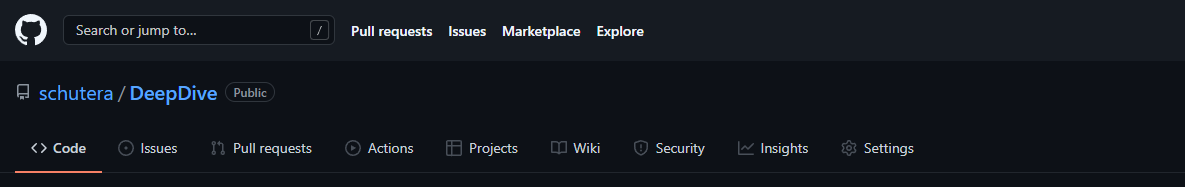 Search or jump to... / Pull requests Issues Marketplace Explore
schutera / DeepDive Public
Code Issues Pull requests Actions Projects Wiki Security Insights Settings